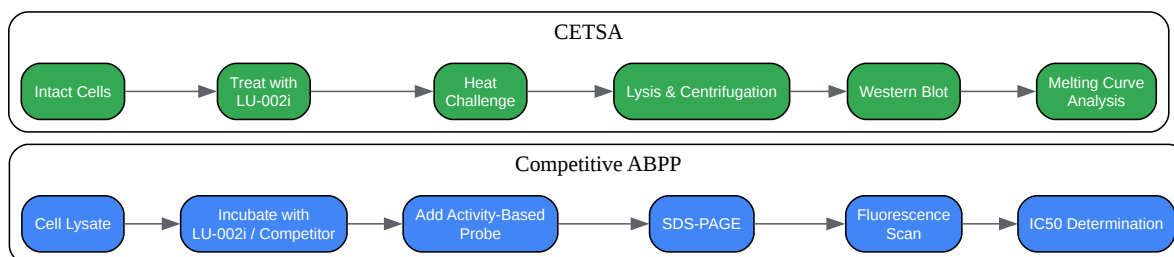 CETSA
Intact Cells
Treat with
LU-002i
Heat
Challenge
Lysis & Centrifugation
Western Blot
Melting Curve
Analysis
Competitive ABPP
Cell Lysate
Incubate with
LU-002i / Competitor
Add Activity-Based
Probe
SDS-PAGE
Fluorescence
Scan
IC50 Determination